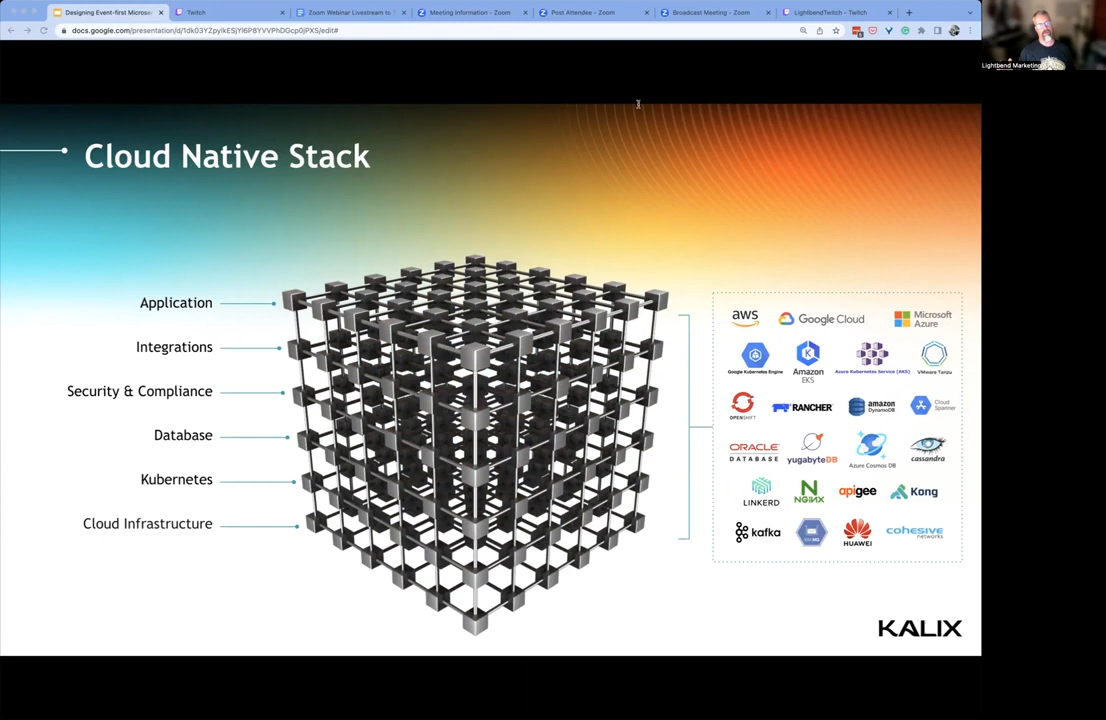 Designing Event-first Microser
Twitch
Zoom Webinar Livestream to
Meeting Information - Zoom
Post Attendee - Zoom
Broadcast Meeting - Zoom
LightbendTwitch - Twitch
docs.google.com/presentation/d/1dk03YZpyIkESjYI6P8YVVPhDGcp0jPXS/edit#
Lightbend Marketing
Cloud Native Stack
Application
Integrations
Security & Compliance
Database
Kubernetes
Cloud Infrastructure
aws
Google Cloud
Microsoft
Azure
Google Kubernetes Engine
Amazon
EKS
Azure Kubernetes Service (AKS)
VMware Tanzu
OPENSHIFT
RANCHER
amazon
DynamoDB
Cloud
Spanner
ORACLE
DATABASE
yugabyteDB
Azure Cosmos DB
cassandra
LINKERD
NGINX
apigee
Kong
kafka
HUAWEI
cohesive
networks
KALIX